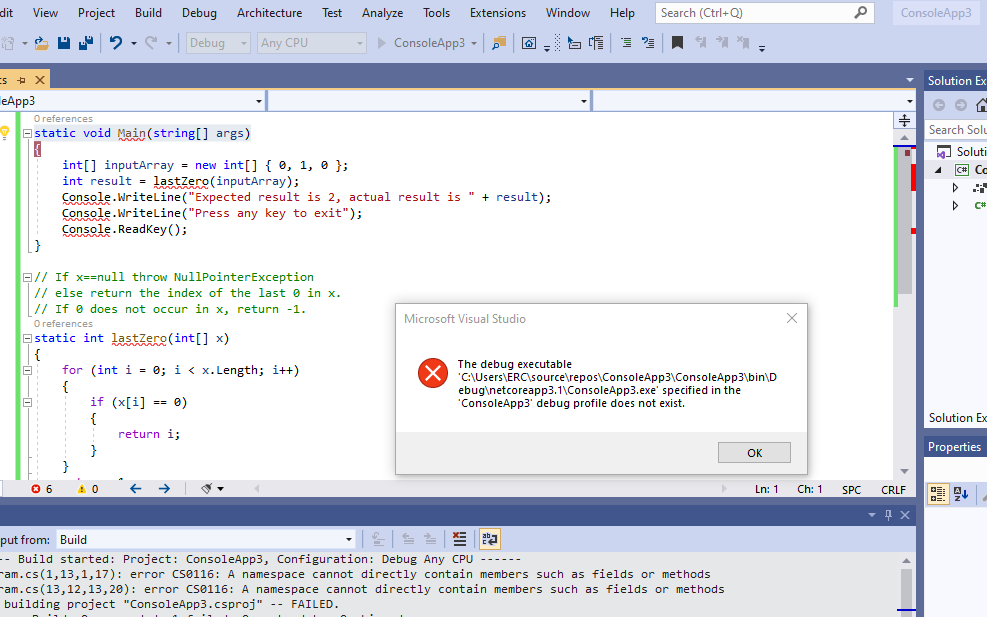 dit View Project Build Debug Architecture Test Analyze Tools Extensions Window Help Search (Ctrl+Q) ConsoleApp3
Debug Any CPU ConsoleApp3
cs
leApp3
0 references
static void Main(string[] args)
{
int[] inputArray = new int[] { 0, 1, 0 };
int result = lastZero(inputArray);
Console.WriteLine("Expected result is 2, actual result is " + result);
Console.WriteLine("Press any key to exit");
Console.ReadKey();
}
// If x==null throw NullPointerException
// else return the index of the last 0 in x.
// If 0 does not occur in x, return -1.
0 references
static int lastZero(int[] x)
{
for (int i = 0; i < x.Length; i++)
{
if (x[i] == 0)
{
return i;
}
}
Microsoft Visual Studio
The debug executable
'C:\Users\ERC\source\repos\ConsoleApp3\ConsoleApp3\bin\D
ebug\netcoreapp3.1\ConsoleApp3.exe' specified in the
'ConsoleApp3' debug profile does not exist.
OK
6 0 Ln: 1 Ch: 1 SPC CRLF
put from: Build
-- Build started: Project: ConsoleApp3, Configuration: Debug Any CPU ------
ram.cs(1,13,1,17): error CS0116: A namespace cannot directly contain members such as fields or methods
ram.cs(13,12,13,20): error CS0116: A namespace cannot directly contain members such as fields or methods
building project "ConsoleApp3.csproj" -- FAILED.
Solution Ex
Search Solu
Soluti
C# Co
C#
Solution Ex
Properties